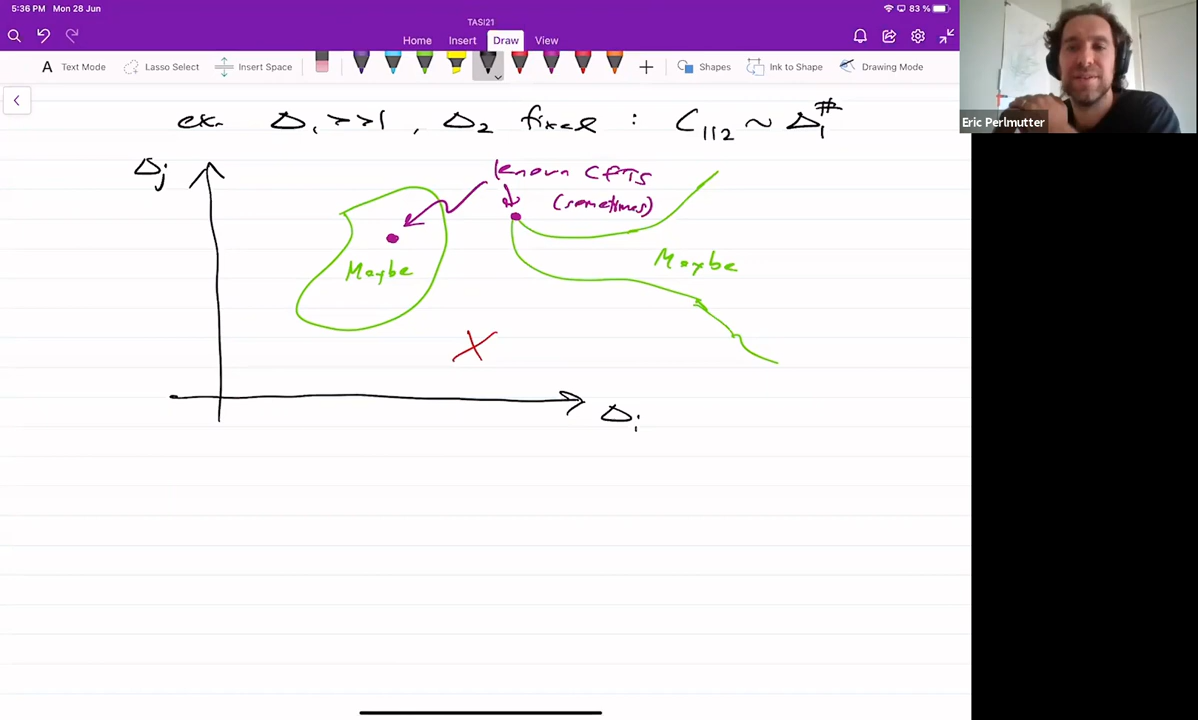 5:36 PM Mon 28 Jun
83 %
TASI21
Home Insert Draw View
A Text Mode Lasso Select Insert Space Shapes Ink to Shape Drawing Mode
Eric Perlmutter
ex. Δ₁ >> 1 , Δ₂ fixed : C₁₁₂ ~ Δ₁^#
Δj
known CFTs
(sometimes)
Maybe
Maybe
X
Δi